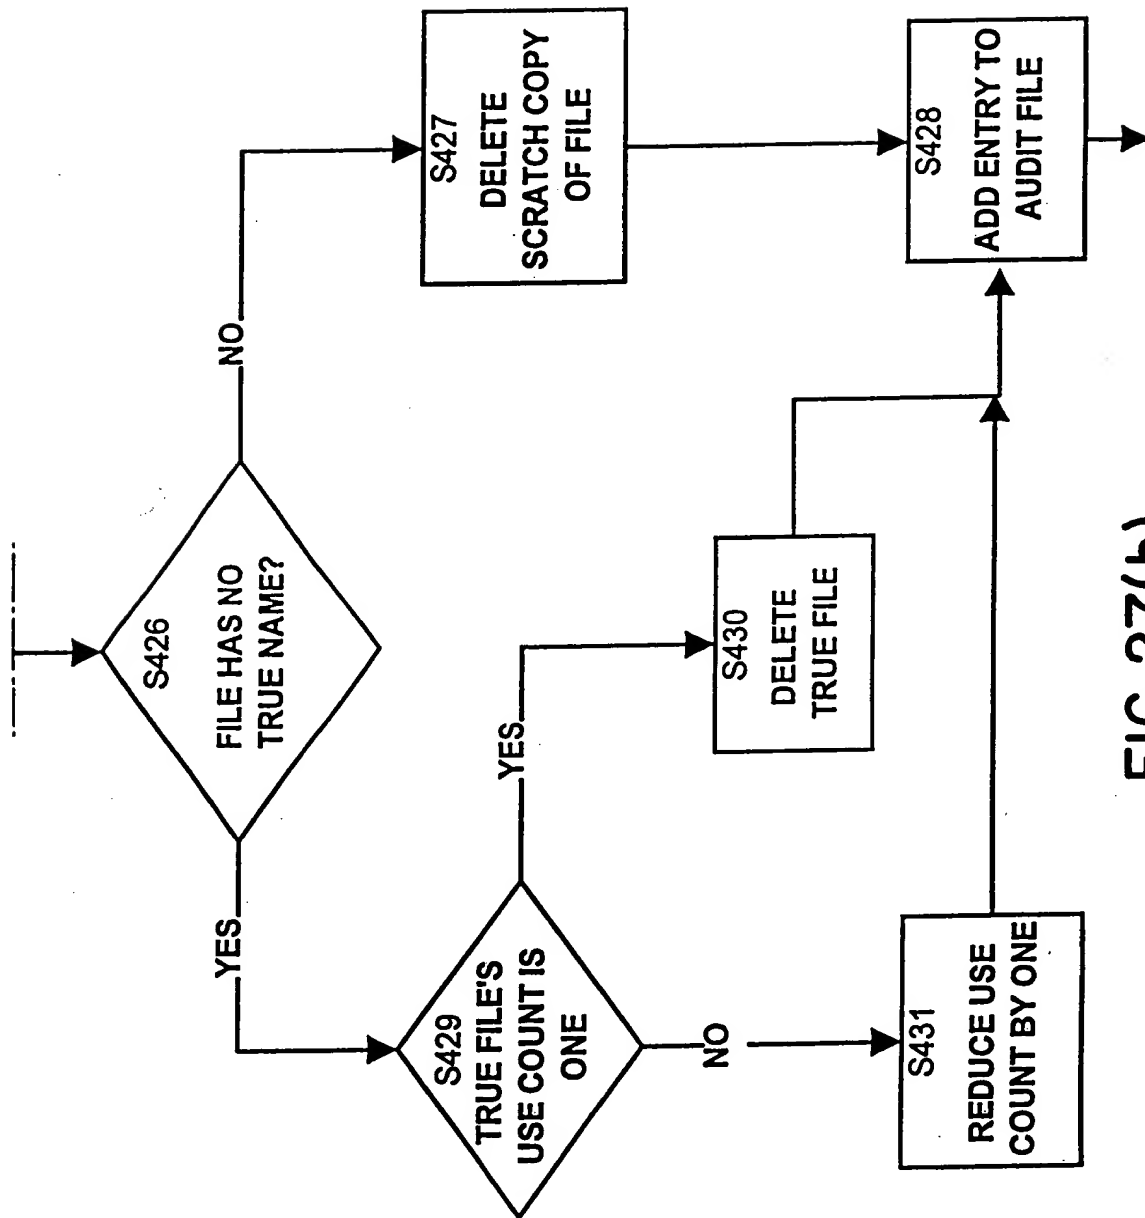 S426
FILE HAS NO
TRUE NAME?
YES
NO
S427
DELETE
SCRATCH COPY
OF FILE
S429
TRUE FILE'S
USE COUNT IS
ONE
YES
NO
S430
DELETE
TRUE FILE
S431
REDUCE USE
COUNT BY ONE
S428
ADD ENTRY TO
AUDIT FILE